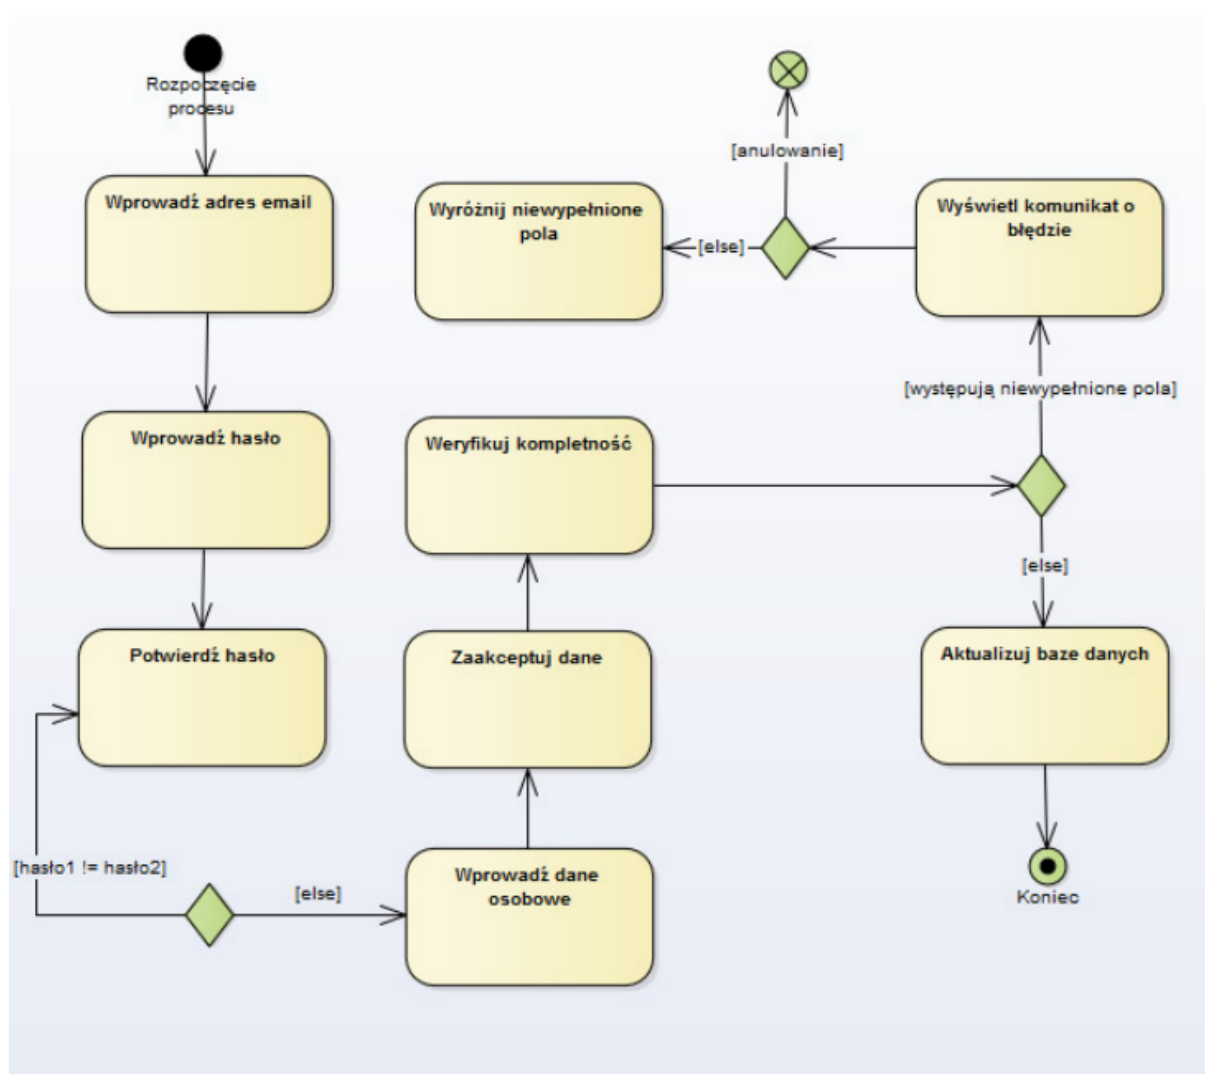 Rozpoczęcie
procesu
Wprowadź adres email
Wprowadź hasło
Potwierdź hasło
[hasło1 != hasło2]
[else]
Wprowadź dane
osobowe
Zaakceptuj dane
Weryfikuj kompletność
[występują niewypełnione pola]
Wyświetl komunikat o
błędzie
[anulowanie]
[else]
Wyróżnij niewypełnione
pola
[else]
Aktualizuj baze danych
Koniec